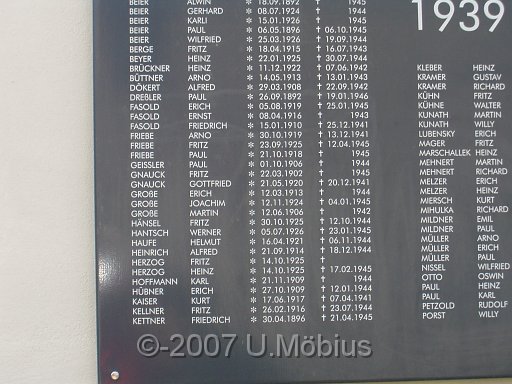 1939
BEIER ALWIN * 18.09.1892 † 1945
BEIER GERHARD * 08.07.1924 † 1944
BEIER KARLI * 15.01.1926 † 1945
BEIER PAUL * 06.05.1896 † 06.10.1945
BEIER WILFRIED * 25.03.1926 † 19.09.1944
BERGE FRITZ * 18.04.1915 † 16.07.1943
BEYER HEINZ * 22.01.1925 † 30.07.1944
BRÜCKNER HEINZ * 11.12.1922 † 07.06.1942
BÜTTNER ARNO * 14.05.1913 † 13.01.1943
DÖKERT ALFRED * 29.03.1908 † 22.09.1942
DREßLER PAUL * 26.09.1892 † 19.01.1946
FASOLD ERICH * 05.08.1919 † 25.01.1945
FASOLD ERNST * 08.04.1916 † 1943
FASOLD FRIEDRICH * 15.01.1910 † 25.12.1941
FRIEBE ARNO * 30.10.1919 † 13.12.1941
FRIEBE FRITZ * 23.09.1925 † 12.04.1945
FRIEBE PAUL * 21.10.1918 † 1945
GEISSLER PAUL * 01.10.1906 † 1944
GNAUCK FRITZ * 22.03.1902 † 1945
GNAUCK GOTTFRIED * 21.05.1920 † 20.12.1941
GROßE ERICH * 12.03.1913 † 1944
GROßE JOACHIM * 12.11.1924 † 04.01.1945
GROßE MARTIN * 12.06.1906 † 1942
HÄNSEL FRITZ * 30.10.1925 † 12.10.1944
HANTSCH WERNER * 05.07.1926 † 23.01.1945
HAUFE HELMUT * 16.04.1921 † 06.11.1944
HEINRICH ALFRED * 21.09.1914 † 18.12.1944
HERZOG FRITZ * 14.10.1925 †
HERZOG HEINZ * 14.10.1925 † 17.02.1945
HOFFMANN KARL * 21.11.1909 † 1944
HÜBNER ERICH * 27.10.1909 † 12.01.1944
KAISER KURT * 17.06.1917 † 07.04.1941
KELLNER FRITZ * 26.02.1916 † 23.07.1944
KETTNER FRIEDRICH * 30.04.1896 † 21.04.1945
KLEBER HEINZ
KRAMER GUSTAV
KRAMER RICHARD
KÜHN FRITZ
KÜHNE WALTER
KUNATH MARTIN
KUNATH WILLY
LUBENSKY ERICH
MAGER FRITZ
MARSCHALLEK HEINZ
MEHNERT MARTIN
MEHNERT RICHARD
MELZER ERICH
MELZER HEINZ
MIERSCH KURT
MIHULKA RICHARD
MILDNER EMIL
MILDNER PAUL
MÜLLER ARNO
MÜLLER ERICH
MÜLLER PAUL
NISSEL WILFRIED
OTTO OSWIN
PAUL HEINZ
PAUL KARL
PETZOLD RUDOLF
PORST WILLY
©-2007 U.Möbius